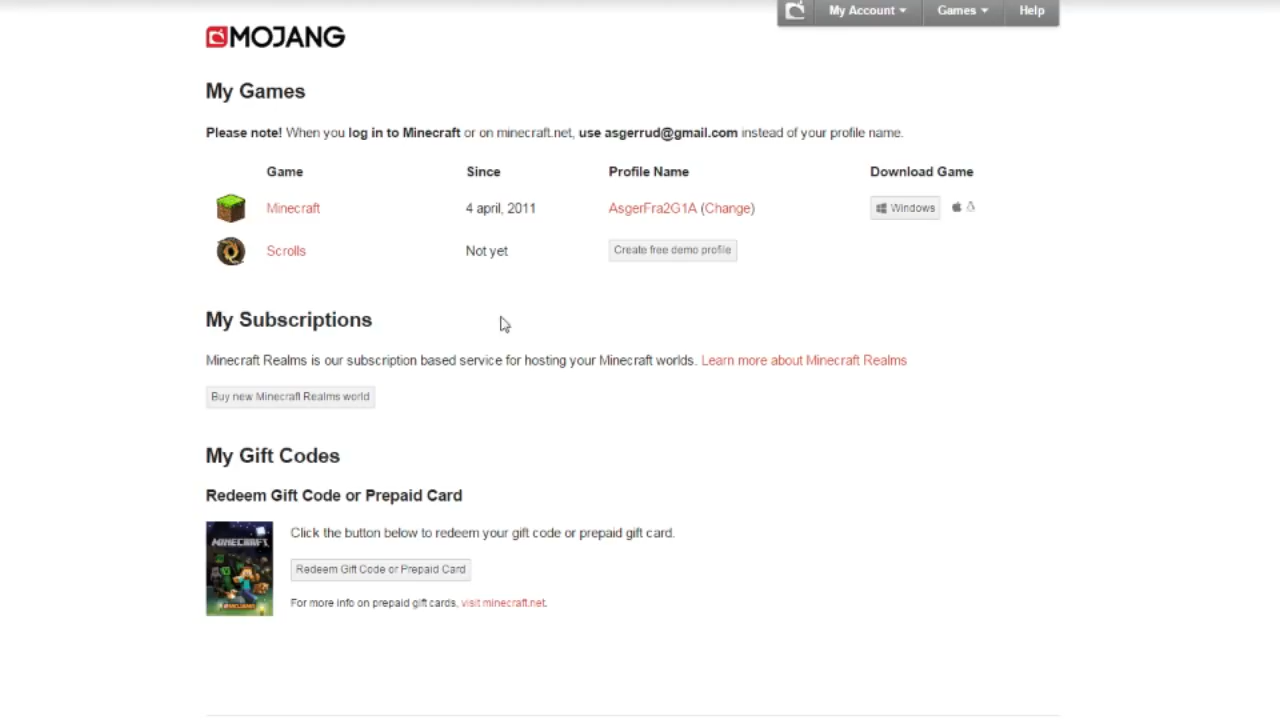 MOJANG
My Account
Games
Help
My Games
Please note! When you log in to Minecraft or on minecraft.net, use asgerrud@gmail.com instead of your profile name.
Game Since Profile Name Download Game
Minecraft 4 april, 2011 AsgerFra2G1A (Change) Windows
Scrolls Not yet Create free demo profile
My Subscriptions
Minecraft Realms is our subscription based service for hosting your Minecraft worlds. Learn more about Minecraft Realms
Buy new Minecraft Realms world
My Gift Codes
Redeem Gift Code or Prepaid Card
MINECRAFT
MOJANG
Click the button below to redeem your gift code or prepaid gift card.
Redeem Gift Code or Prepaid Card
For more info on prepaid gift cards, visit minecraft.net.